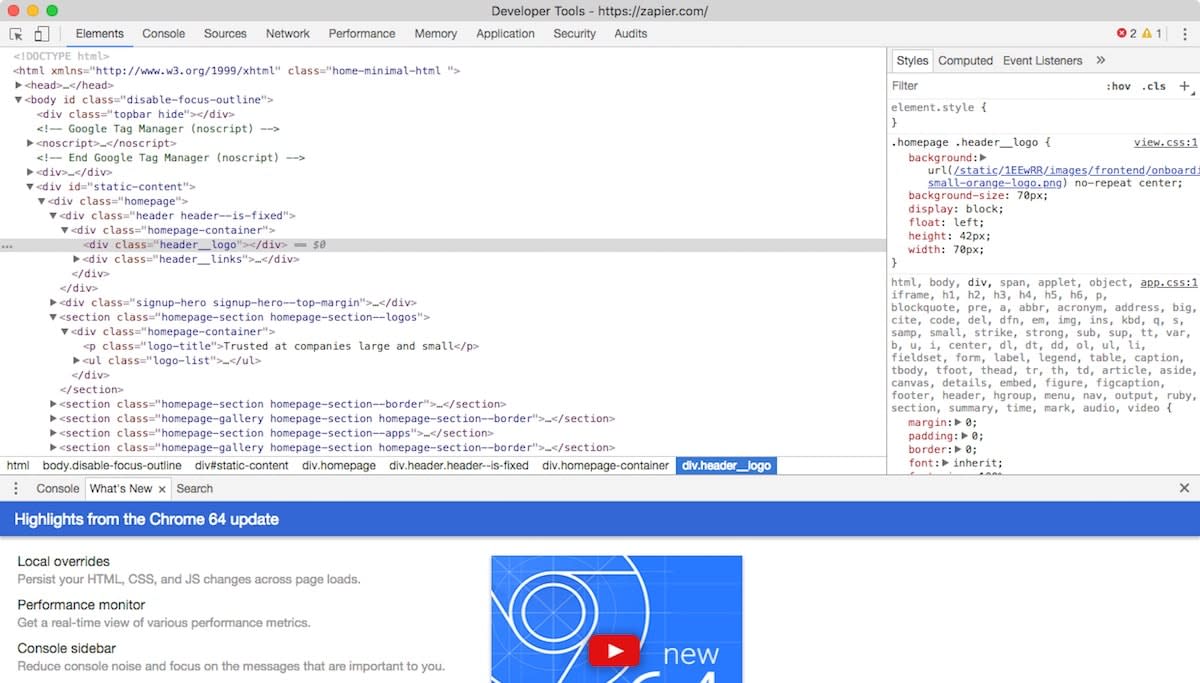 Developer Tools - https://zapier.com/
Elements Console Sources Network Performance Memory Application Security Audits 2 1
<!DOCTYPE html>
<html xmlns="http://www.w3.org/1999/xhtml" class="home-minimal-html ">
<head>…</head>
<body id class="disable-focus-outline">
<div class="topbar hide"></div>
<!-- Google Tag Manager (noscript) -->
<noscript>…</noscript>
<!-- End Google Tag Manager (noscript) -->
<div>…</div>
<div id="static-content">
<div class="homepage">
<div class="header header--is-fixed">
<div class="homepage-container">
… <div class="header__logo"></div> == $0
<div class="header__links">…</div>
</div>
</div>
<div class="signup-hero signup-hero--top-margin">…</div>
<section class="homepage-section homepage-section--logos">
<div class="homepage-container">
<p class="logo-title">Trusted at companies large and small</p>
<ul class="logo-list">…</ul>
</div>
</section>
<section class="homepage-section homepage-section--border">…</section>
<section class="homepage-gallery homepage-section homepage-section--border">…</section>
<section class="homepage-section homepage-section--apps">…</section>
<section class="homepage-gallery homepage-section homepage-section--border">…</section>
html body.disable-focus-outline div#static-content div.homepage div.header.header--is-fixed div.homepage-container div.header__logo
Styles Computed Event Listeners »
Filter :hov .cls +
element.style {
}
.homepage .header__logo { view.css:1
background:
url(/static/1EEwRR/images/frontend/onboardi
small-orange-logo.png) no-repeat center;
background-size: 70px;
display: block;
float: left;
height: 42px;
width: 70px;
}
html, body, div, span, applet, object, app.css:1
iframe, h1, h2, h3, h4, h5, h6, p,
blockquote, pre, a, abbr, acronym, address, big,
cite, code, del, dfn, em, img, ins, kbd, q, s,
samp, small, strike, strong, sub, sup, tt, var,
b, u, i, center, dl, dt, dd, ol, ul, li,
fieldset, form, label, legend, table, caption,
tbody, tfoot, thead, tr, th, td, article, aside,
canvas, details, embed, figure, figcaption,
footer, header, hgroup, menu, nav, output, ruby,
section, summary, time, mark, audio, video {
margin: 0;
padding: 0;
border: 0;
font: inherit;
Console What's New × Search ×
Highlights from the Chrome 64 update
Local overrides
Persist your HTML, CSS, and JS changes across page loads.
Performance monitor
Get a real-time view of various performance metrics.
Console sidebar
Reduce console noise and focus on the messages that are important to you.
new